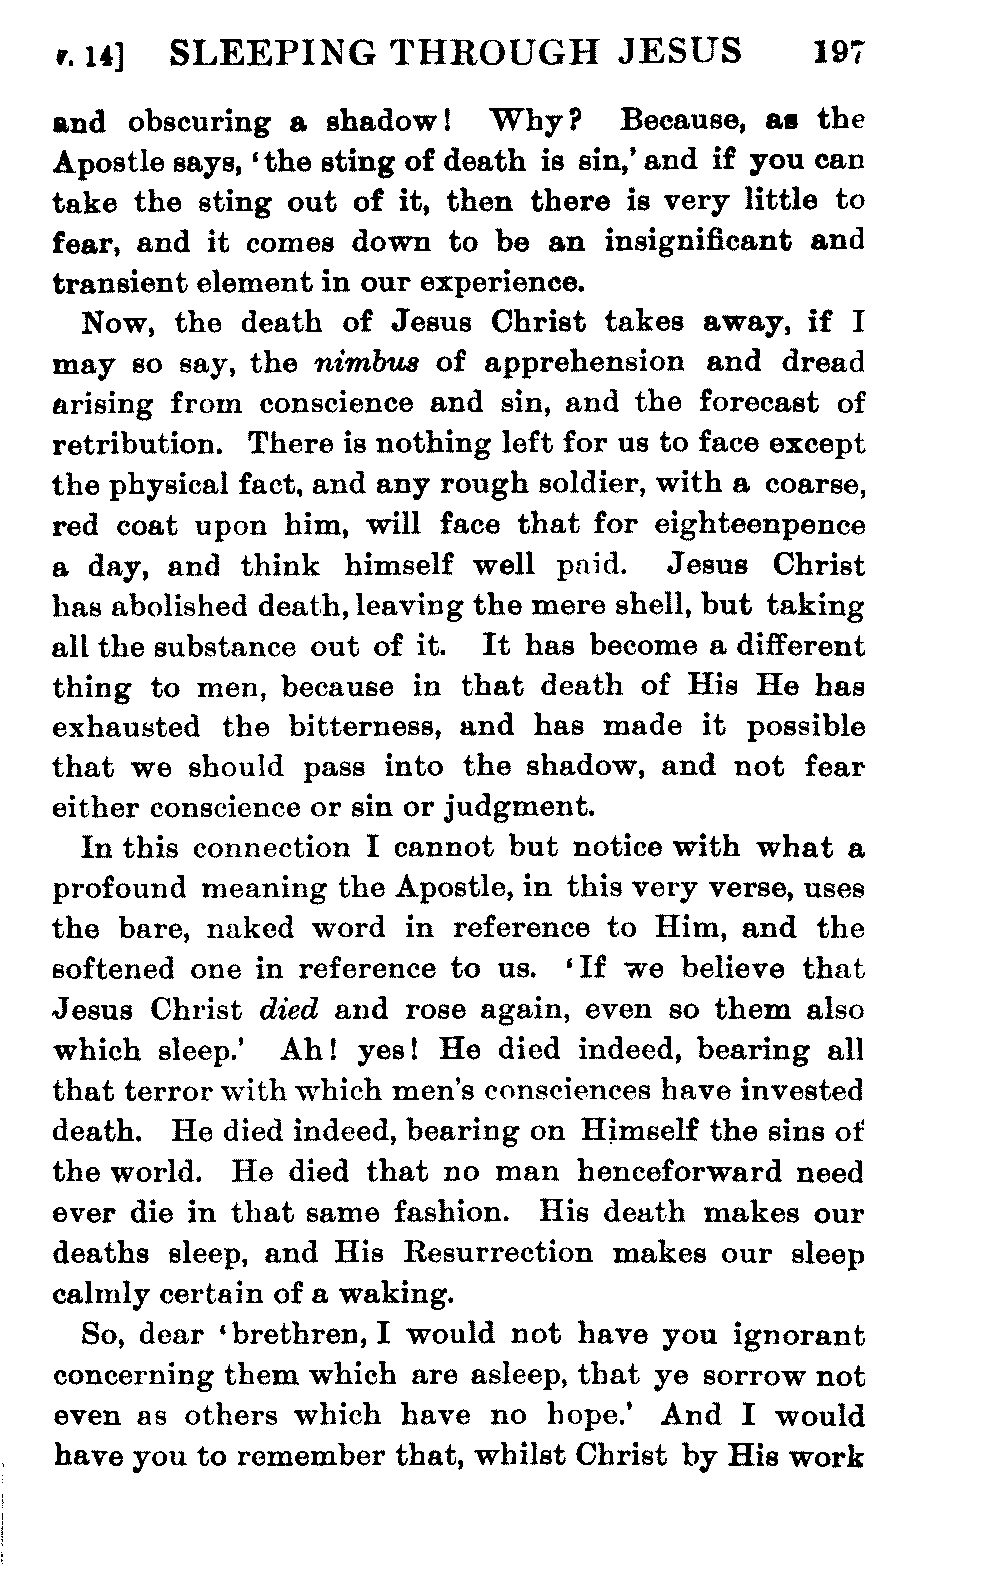 v. 14] SLEEPING THROUGH JESUS 197
and obscuring a shadow! Why? Because, as the
Apostle says, ‘the sting of death is sin,’ and if you can
take the sting out of it, then there is very little to
fear, and it comes down to be an insignificant and
transient element in our experience.
Now, the death of Jesus Christ takes away, if I
may so say, the nimbus of apprehension and dread
arising from conscience and sin, and the forecast of
retribution. There is nothing left for us to face except
the physical fact, and any rough soldier, with a coarse,
red coat upon him, will face that for eighteenpence
a day, and think himself well paid. Jesus Christ
has abolished death, leaving the mere shell, but taking
all the substance out of it. It has become a different
thing to men, because in that death of His He has
exhausted the bitterness, and has made it possible
that we should pass into the shadow, and not fear
either conscience or sin or judgment.
In this connection I cannot but notice with what a
profound meaning the Apostle, in this very verse, uses
the bare, naked word in reference to Him, and the
softened one in reference to us. ‘If we believe that
Jesus Christ died and rose again, even so them also
which sleep.’ Ah! yes! He died indeed, bearing all
that terror with which men’s consciences have invested
death. He died indeed, bearing on Himself the sins of
the world. He died that no man henceforward need
ever die in that same fashion. His death makes our
deaths sleep, and His Resurrection makes our sleep
calmly certain of a waking.
So, dear ‘brethren, I would not have you ignorant
concerning them which are asleep, that ye sorrow not
even as others which have no hope.’ And I would
have you to remember that, whilst Christ by His work